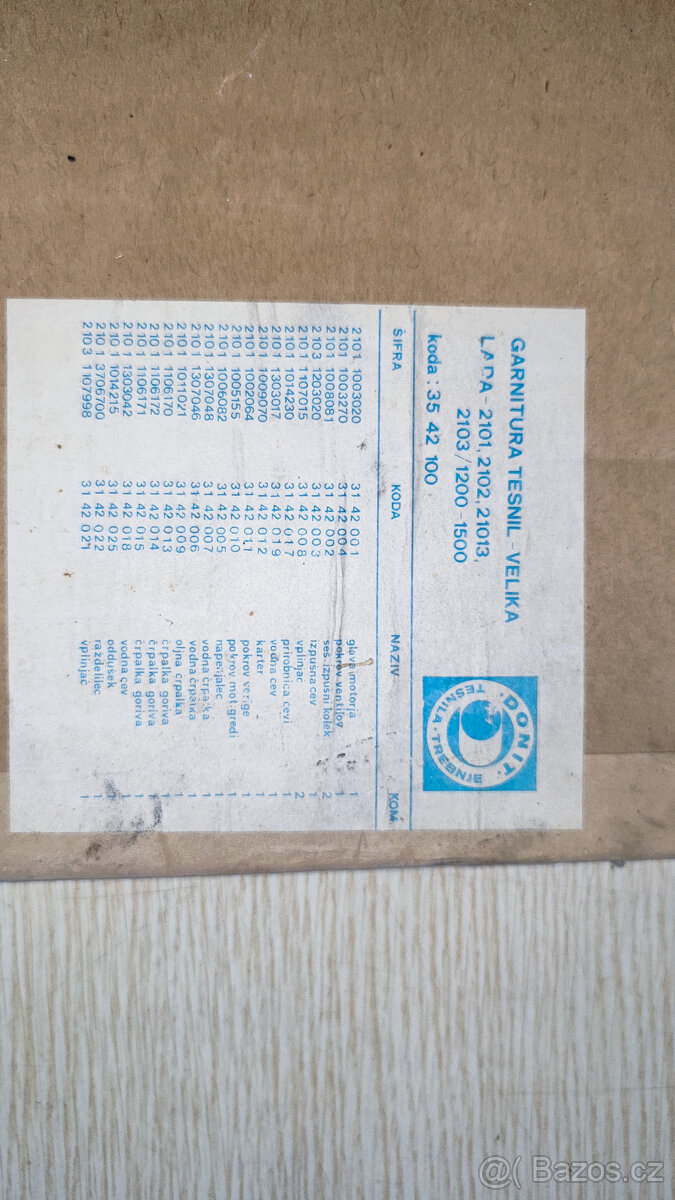 GARNITURA TESNIL - VELIKA
LADA - 2101, 2102, 21013,
2103/1200 - 1500
koda : 35 42 100
DONIT
TESNILA · TREBNJE
ŠIFRA KODA NAZIV KOM
2101 1003020 31 42 001 glava motorja 1
2101 1003270 31 42 004 pokrov ventilov 1
2101 1008081 31 42 002 ses. izpusni kolek 2
2103 1203020 31 42 003 izpusna cev 1
2101 1107015 31 42 008 vplinjač 2
2101 1014230 31 42 017 prirobnica cevi 1
2101 1303017 31 42 019 vodna cev 1
2101 1009070 31 42 012 karter 1
2101 1002064 31 42 011 pokrov verige 1
2101 1005155 31 42 010 pokrov mot. gredi 1
2101 1006082 31 42 005 napenjalec 1
2101 1307048 31 42 007 vodna črpalka 1
2101 1307046 31 42 006 vodna črpalka 1
2101 1011021 31 42 009 oljna črpalka 1
2101 1106170 31 42 013 črpalka goriva 1
2101 1106172 31 42 014 črpalka goriva 1
2101 1106171 31 42 015 črpalka goriva 1
2101 1303042 31 42 018 vodna cev 1
2101 1014215 31 42 025 oddušek 1
2101 3706700 31 42 022 razdelilec 1
2103 1107998 31 42 021 vplinjač 1
@( Bazos.cz